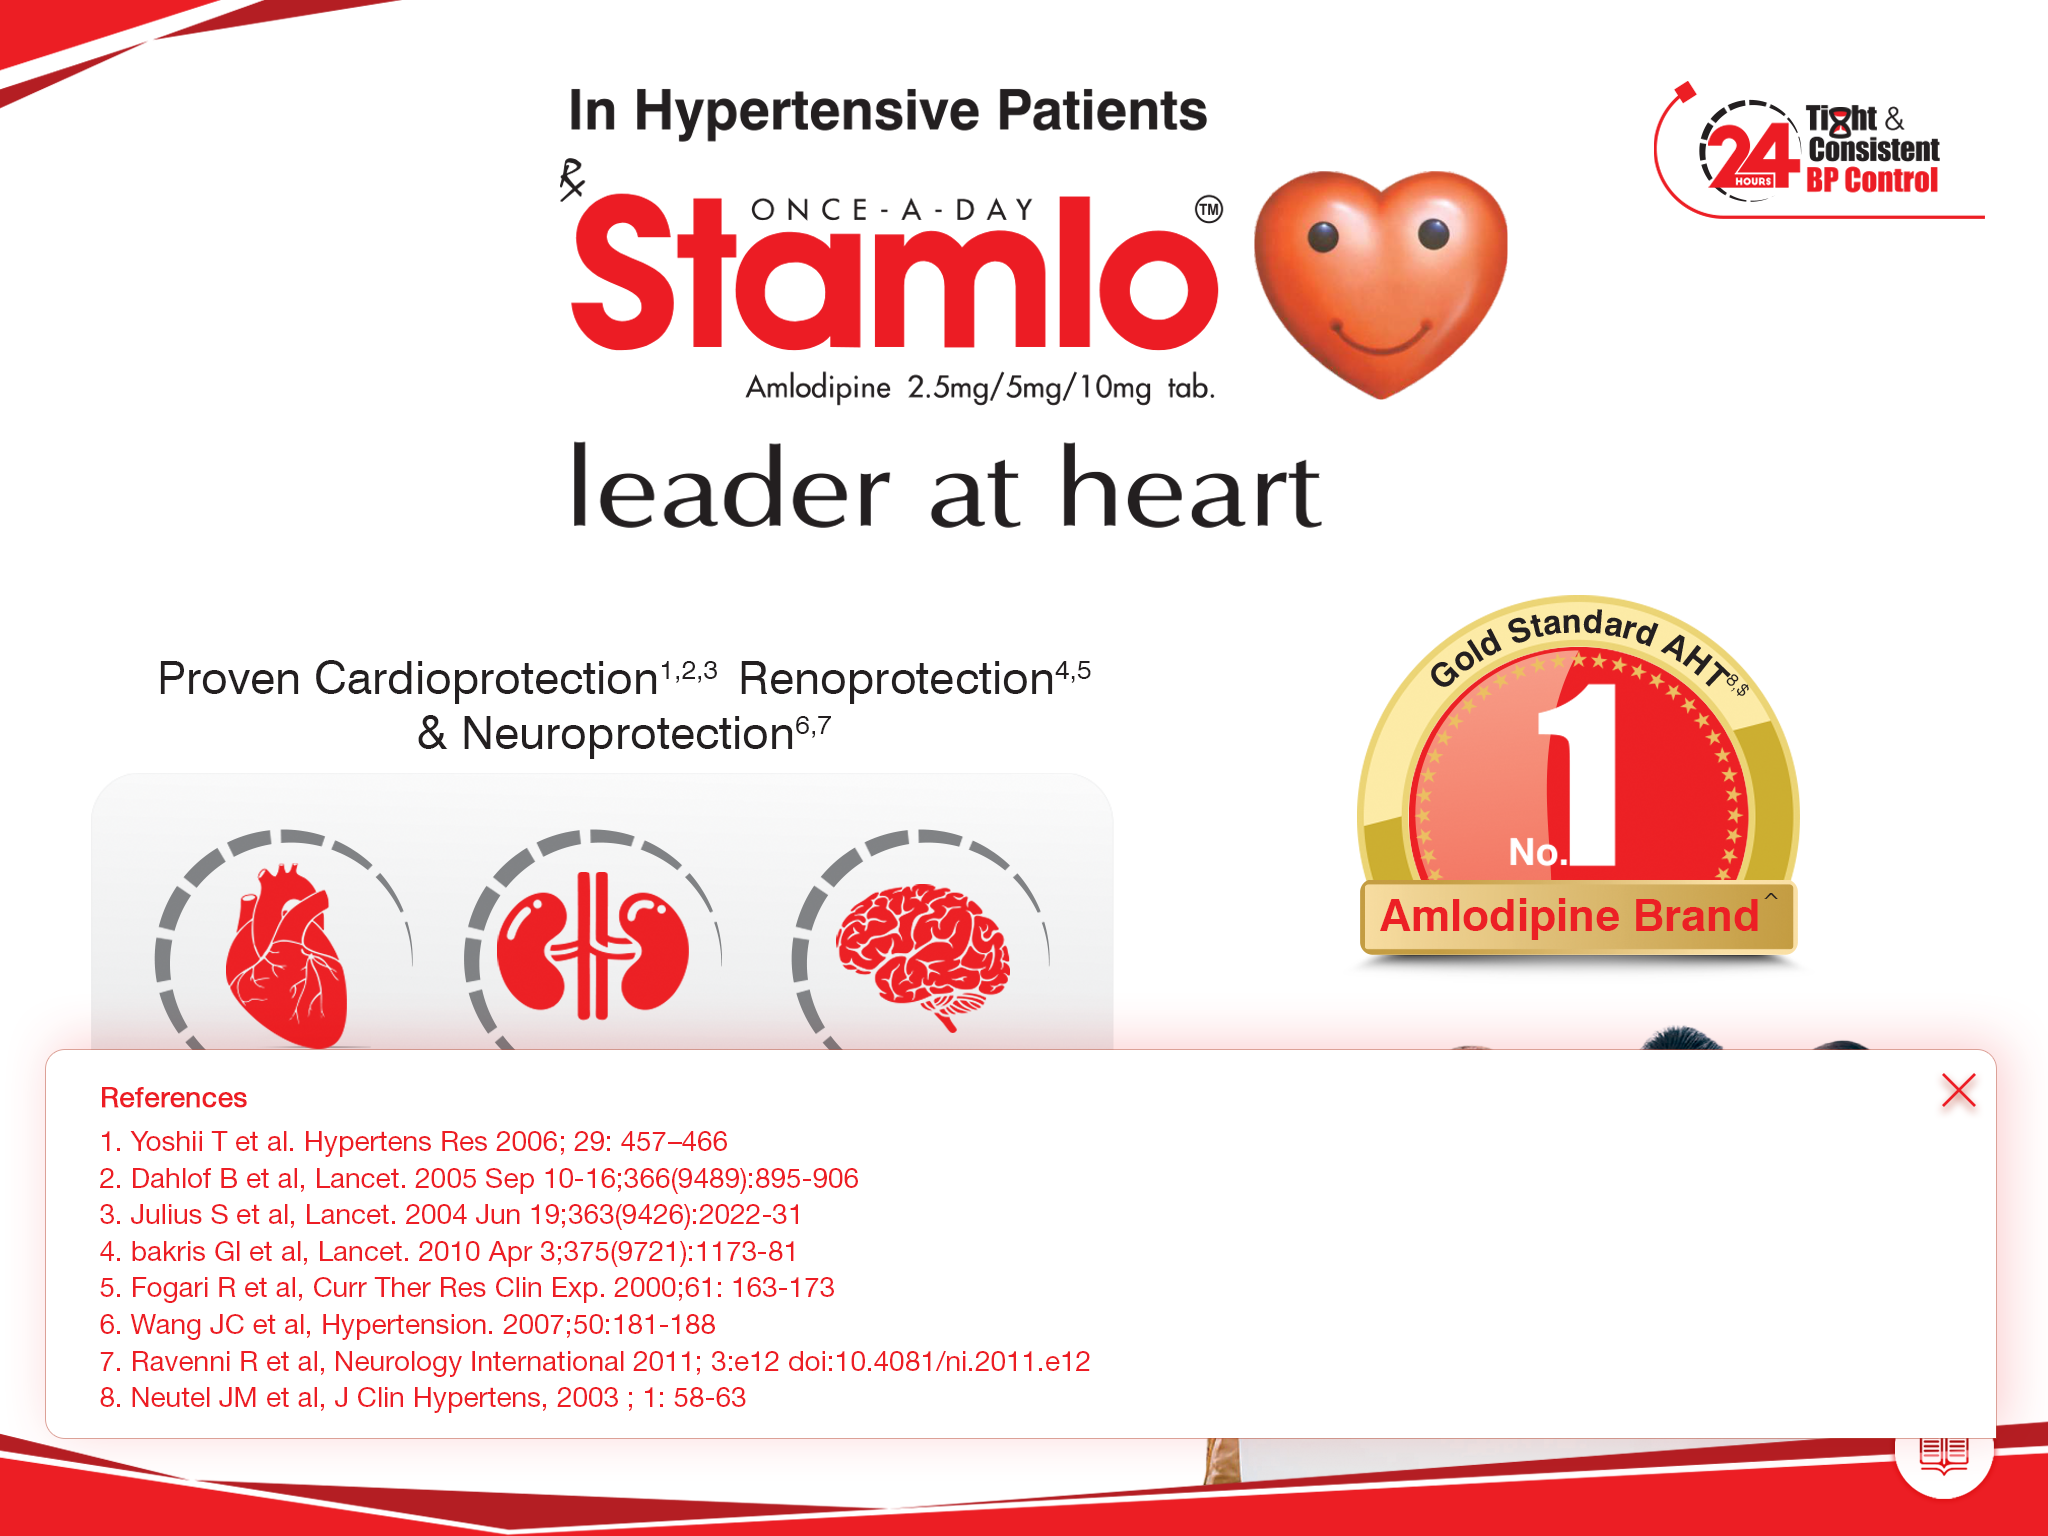 In Hypertensive Patients
24 HOURS Tight &
Consistent
BP Control
Rx
ONCE-A-DAY
Stamlo™
Amlodipine 2.5mg/5mg/10mg tab.
leader at heart
Proven Cardioprotection1,2,3 Renoprotection4,5
& Neuroprotection6,7
Gold Standard AHT8,$
No.1
Amlodipine Brand^
References
1. Yoshii T et al. Hypertens Res 2006; 29: 457–466
2. Dahlof B et al, Lancet. 2005 Sep 10-16;366(9489):895-906
3. Julius S et al, Lancet. 2004 Jun 19;363(9426):2022-31
4. bakris Gl et al, Lancet. 2010 Apr 3;375(9721):1173-81
5. Fogari R et al, Curr Ther Res Clin Exp. 2000;61: 163-173
6. Wang JC et al, Hypertension. 2007;50:181-188
7. Ravenni R et al, Neurology International 2011; 3:e12 doi:10.4081/ni.2011.e12
8. Neutel JM et al, J Clin Hypertens, 2003 ; 1: 58-63